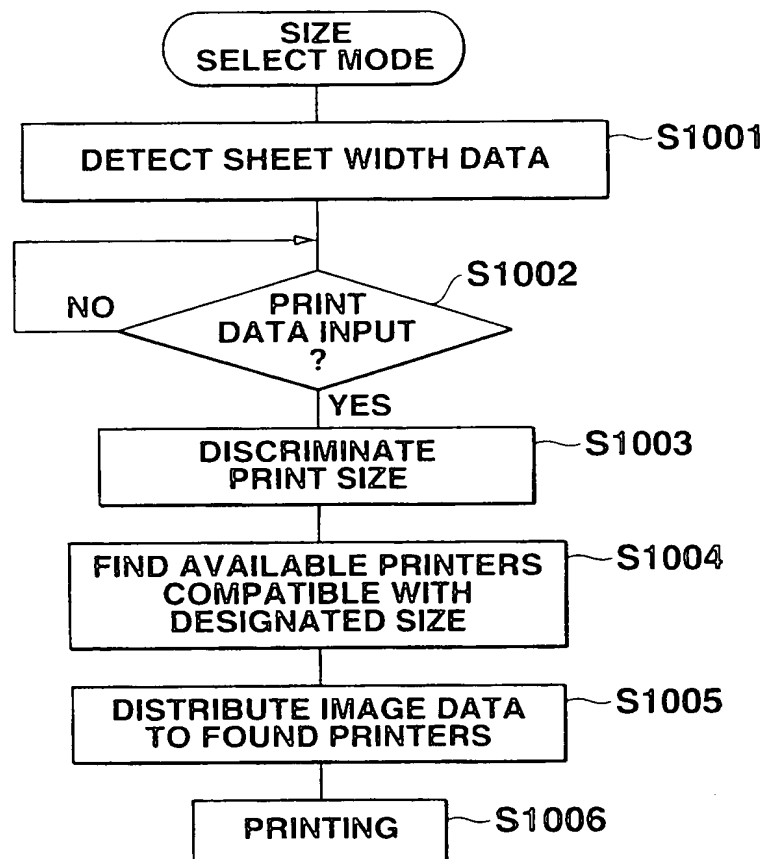 SIZE
SELECT MODE
DETECT SHEET WIDTH DATA
S1001
PRINT
DATA INPUT
?
S1002
NO
YES
DISCRIMINATE
PRINT SIZE
S1003
FIND AVAILABLE PRINTERS
COMPATIBLE WITH
DESIGNATED SIZE
S1004
DISTRIBUTE IMAGE DATA
TO FOUND PRINTERS
S1005
PRINTING
S1006